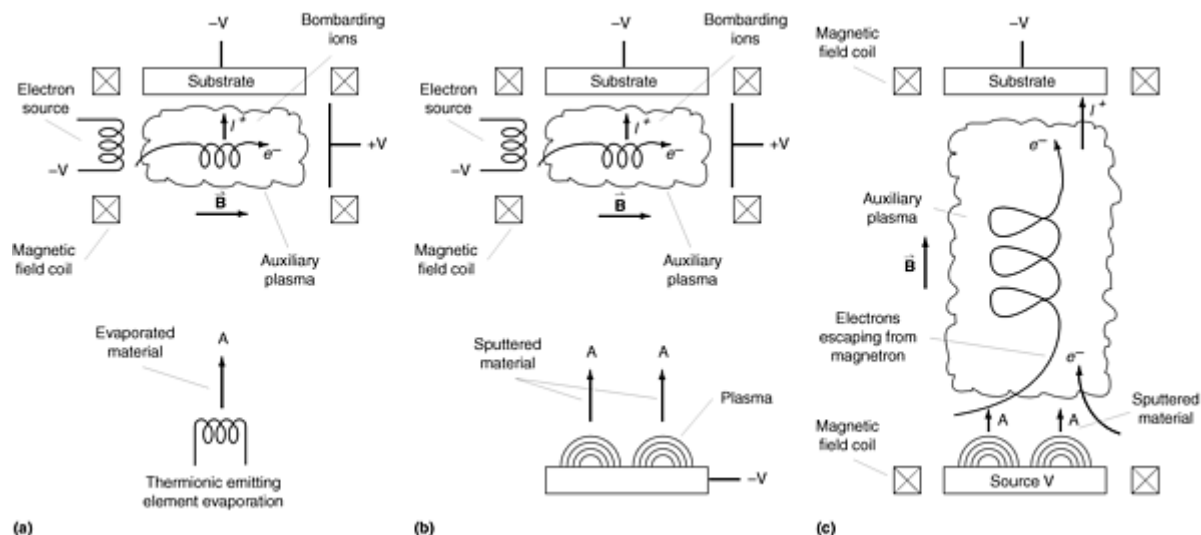 –V
Bombarding
ions
Substrate
Electron
source
I +
e–
+V
–V
B
Magnetic
field coil
Auxiliary
plasma
Evaporated
material
A
Thermionic emitting
element evaporation
(a)
–V
Bombarding
ions
Substrate
Electron
source
I +
e–
+V
–V
B
Magnetic
field coil
Auxiliary
plasma
Sputtered
material
A
A
Plasma
–V
(b)
Magnetic
field coil
–V
Substrate
I +
e–
Auxiliary
plasma
B
Electrons
escaping from
magnetron
e–
Sputtered
material
A
A
Magnetic
field coil
Source V
(c)